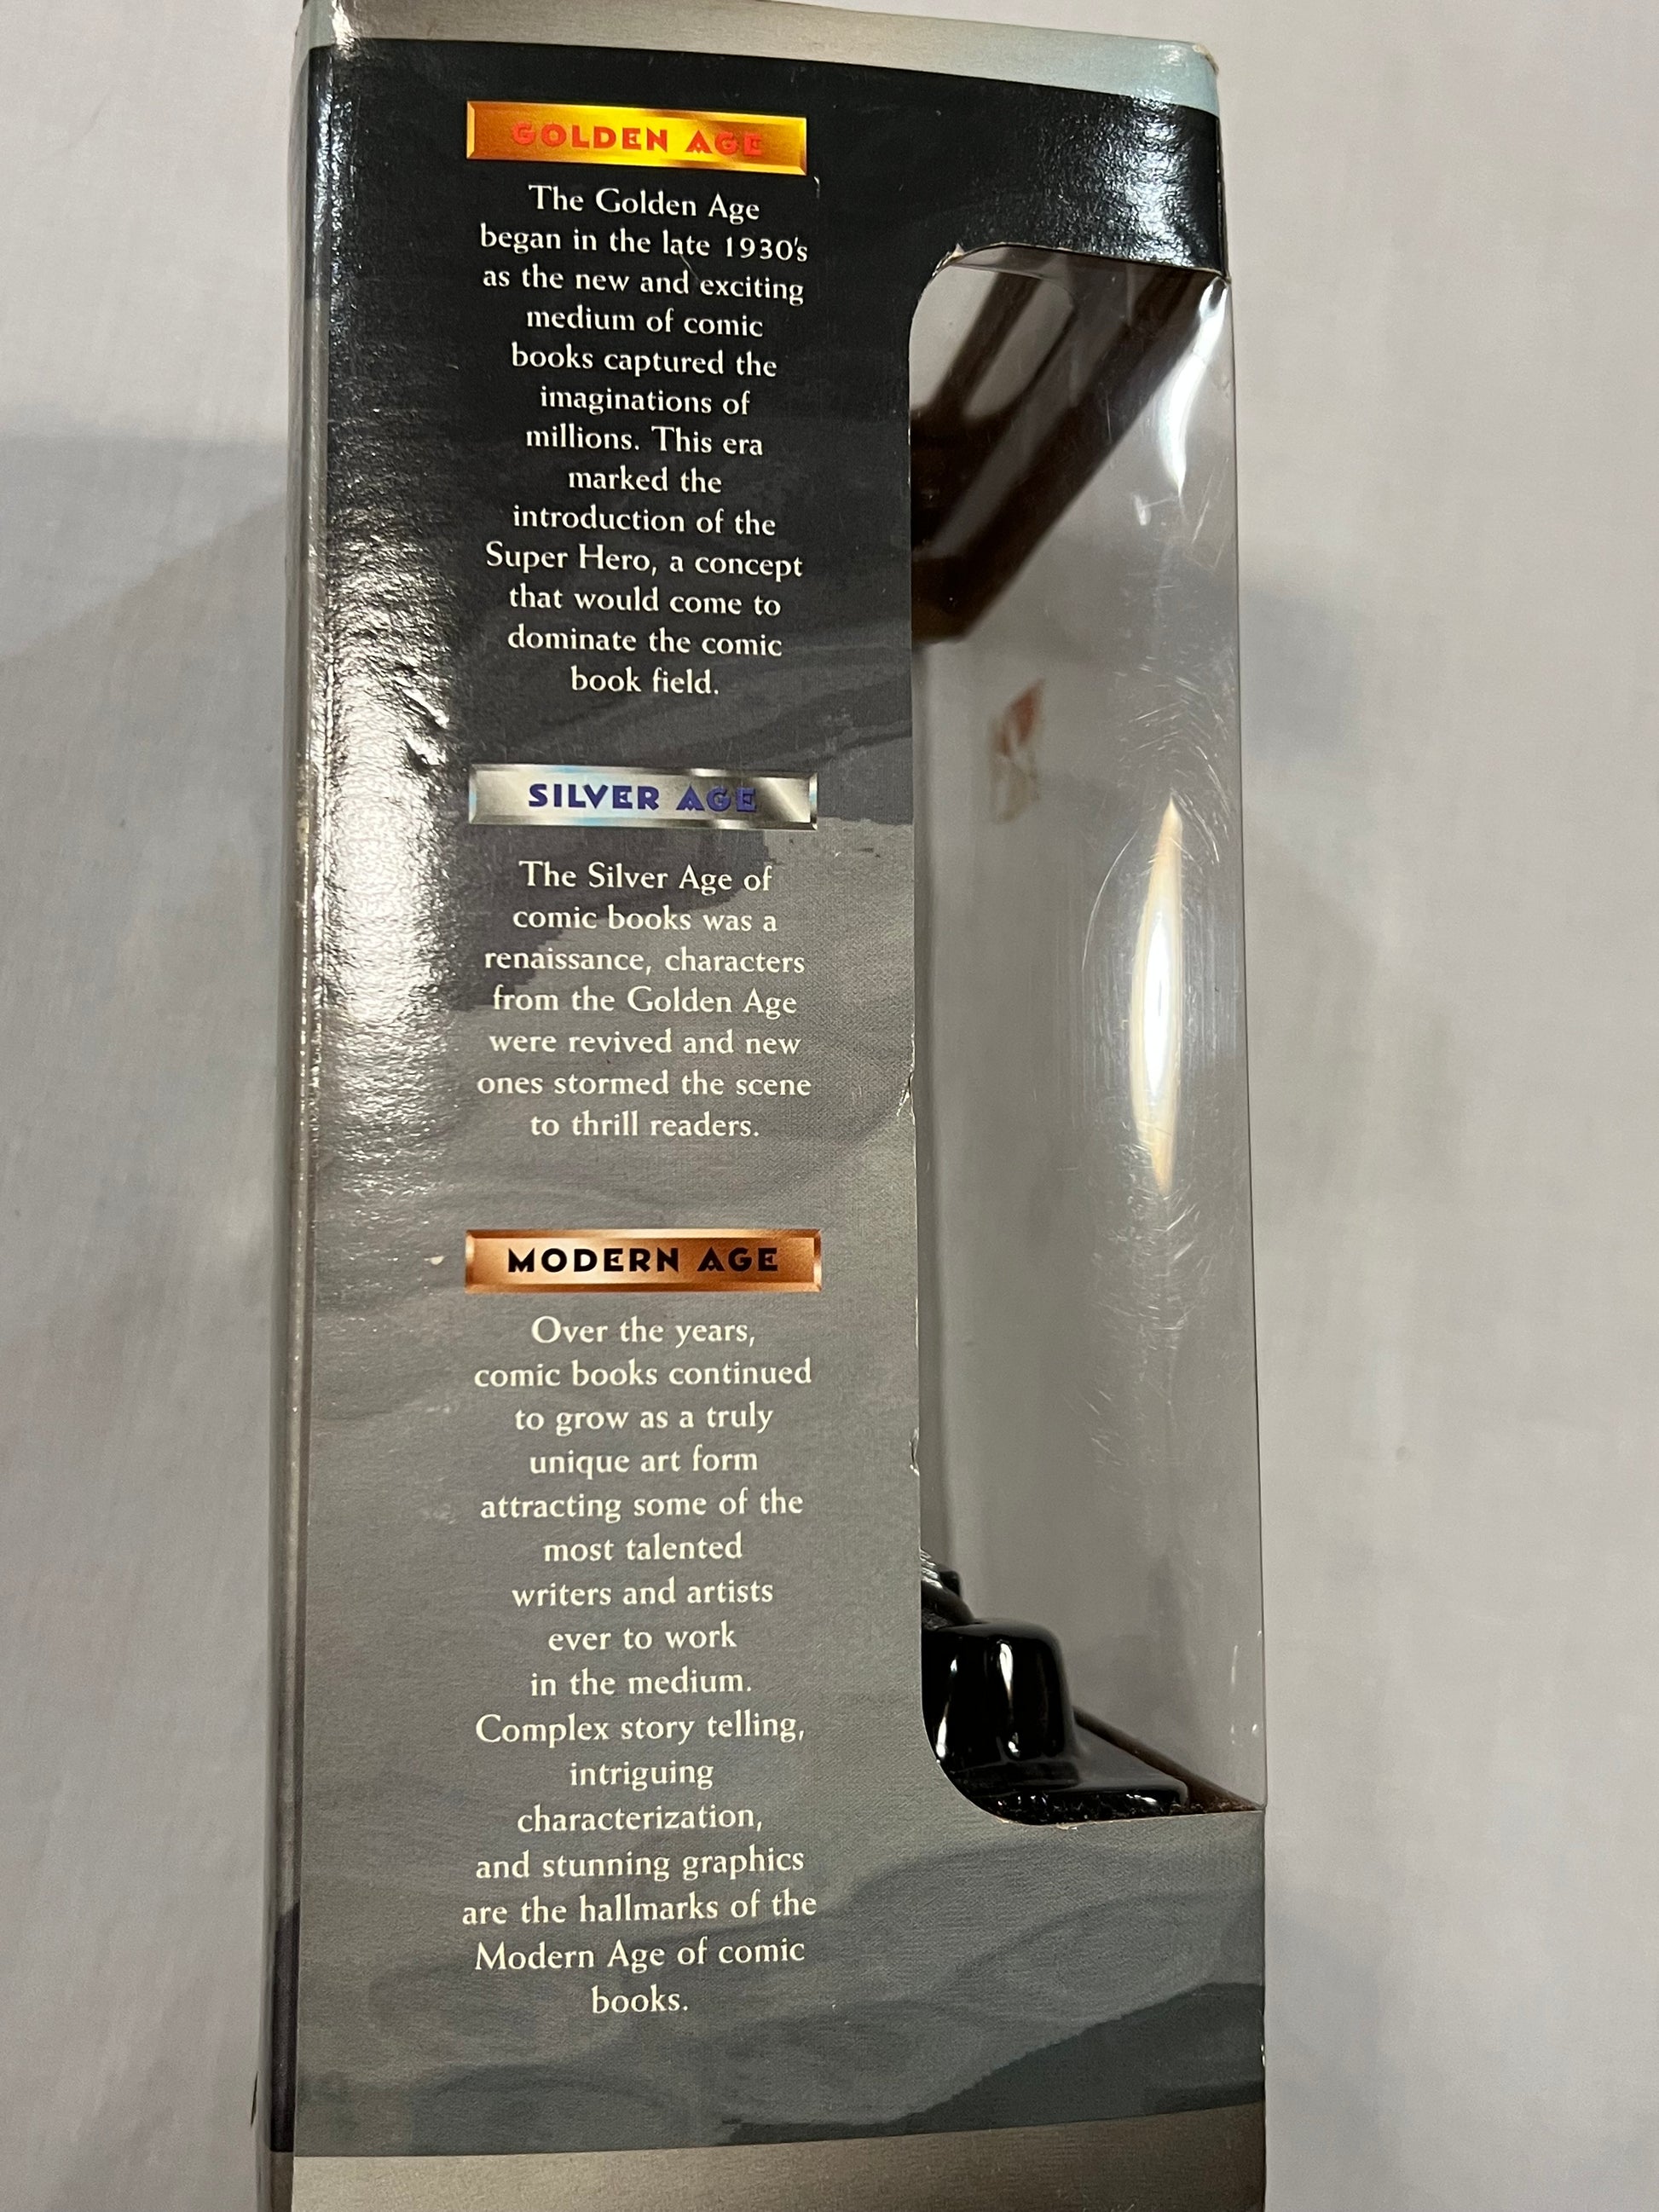 GOLDEN AGE
The Golden Age
began in the late 1930's
as the new and exciting
medium of comic
books captured the
imaginations of
millions. This era
marked the
introduction of the
Super Hero, a concept
that would come to
dominate the comic
book field.
SILVER AGE
The Silver Age of
comic books was a
renaissance, characters
from the Golden Age
were revived and new
ones stormed the scene
to thrill readers.
MODERN AGE
Over the years,
comic books continued
to grow as a truly
unique art form
attracting some of the
most talented
writers and artists
ever to work
in the medium.
Complex story telling,
intriguing
characterization,
and stunning graphics
are the hallmarks of the
Modern Age of comic
books.